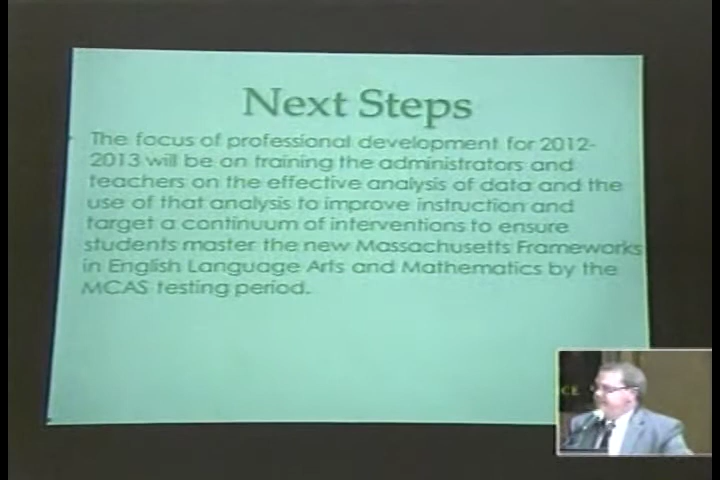 Next Steps
The focus of professional development for 2012-
2013 will be on training the administrators and
teachers on the effective analysis of data and the
use of that analysis to improve instruction and
target a continuum of interventions to ensure
students master the new Massachusetts Frameworks
in English Language Arts and Mathematics by the
MCAS testing period.
CE